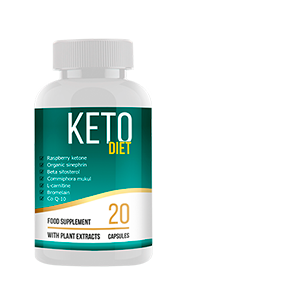 KETO
DIET
Raspberry ketone
Organic sinephrin
Beta sitosterol
Commiphora mukul
L-carnitine
Bromelain
Co Q-10
FOOD SUPPLEMENT
20
WITH PLANT EXTRACTS
CAPSULES